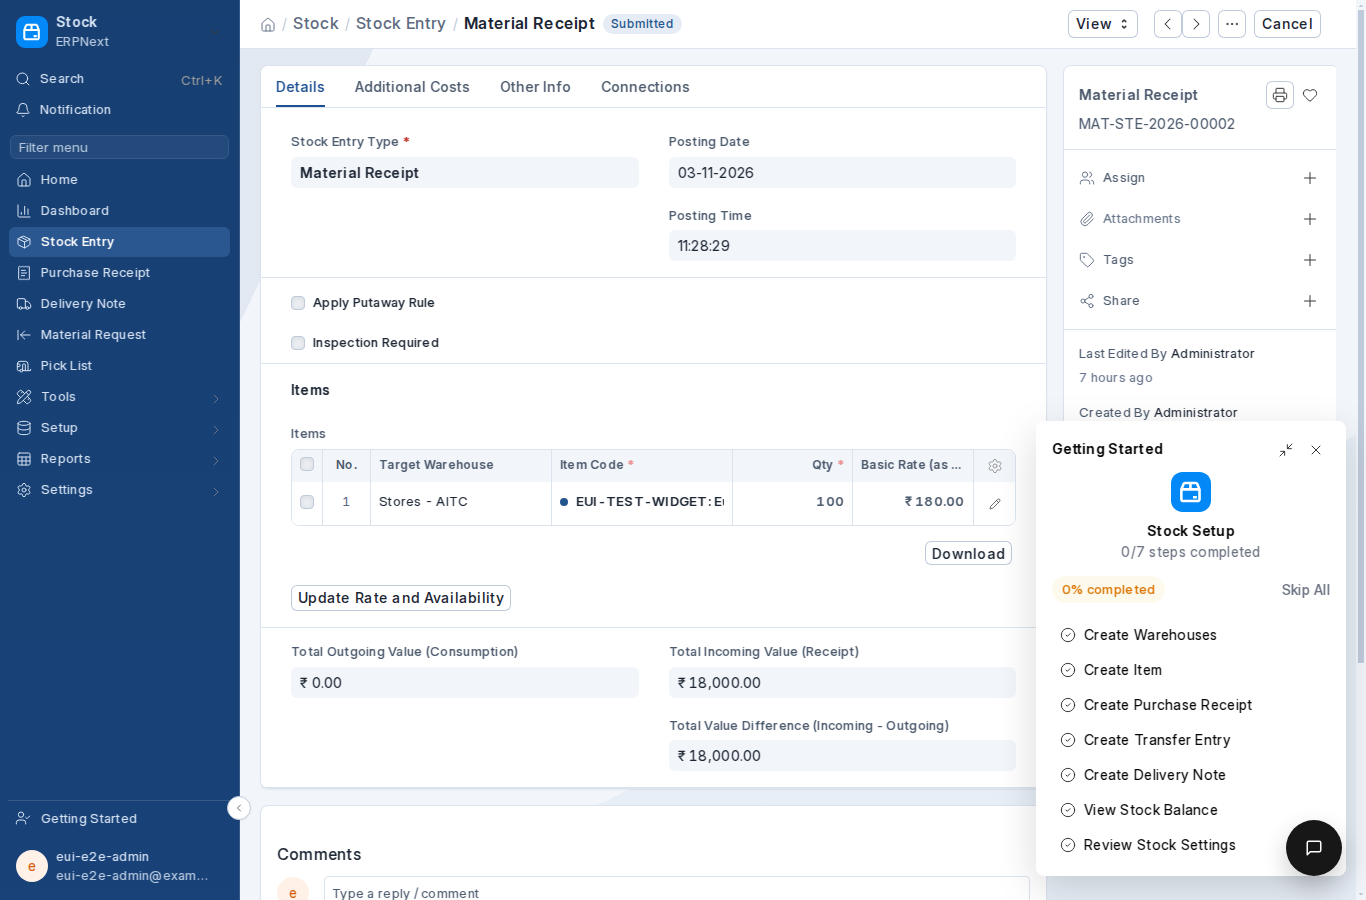 Stock
ERPNext
Search Ctrl+K
Notification
Filter menu
Home
Dashboard
Stock Entry
Purchase Receipt
Delivery Note
Material Request
Pick List
Tools
Setup
Reports
Settings
Getting Started
e
eui-e2e-admin
eui-e2e-admin@exam...
/ Stock / Stock Entry / Material Receipt Submitted
View
Cancel
Details Additional Costs Other Info Connections
Stock Entry Type *
Material Receipt
Posting Date
03-11-2026
Posting Time
11:28:29
Apply Putaway Rule
Inspection Required
Items
Items
No. Target Warehouse Item Code * Qty * Basic Rate (as ...
1 Stores - AITC EUI-TEST-WIDGET: 100 ₹ 180.00
Download
Update Rate and Availability
Total Outgoing Value (Consumption)
₹ 0.00
Total Incoming Value (Receipt)
₹ 18,000.00
Total Value Difference (Incoming - Outgoing)
₹ 18,000.00
Comments
e
Type a reply / comment
Material Receipt
MAT-STE-2026-00002
Assign
Attachments
Tags
Share
Last Edited By Administrator
7 hours ago
Created By Administrator
Getting Started
Stock Setup
0/7 steps completed
0% completed Skip All
Create Warehouses
Create Item
Create Purchase Receipt
Create Transfer Entry
Create Delivery Note
View Stock Balance
Review Stock Settings